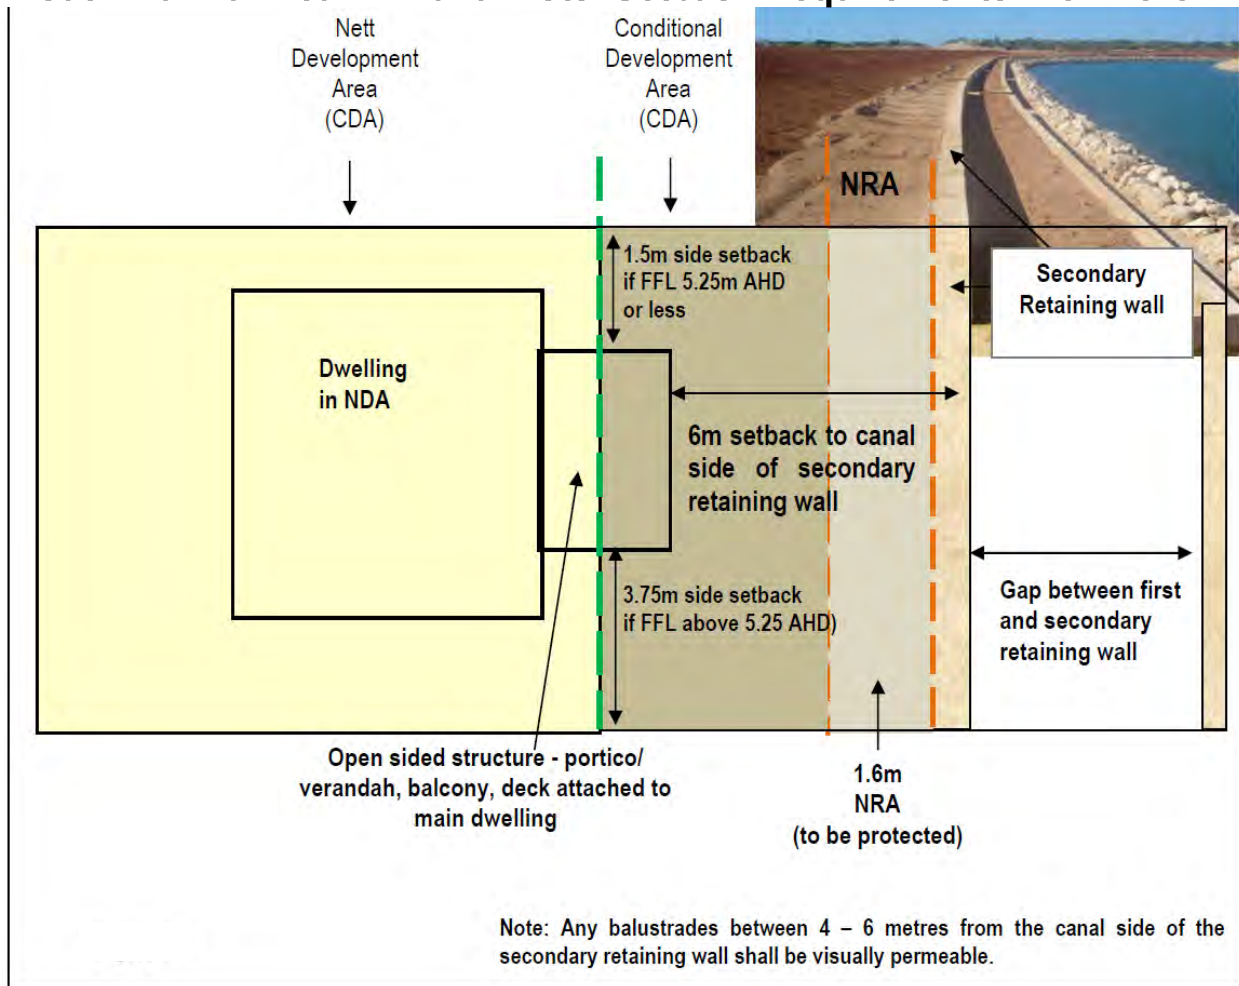 Nett
Development
Area
(CDA)
Conditional
Development
Area
(CDA)
NRA
1.5m side setback
if FFL 5.25m AHD
or less
Secondary
Retaining wall
Dwelling
in NDA
6m setback to canal
side of secondary
retaining wall
3.75m side setback
if FFL above 5.25 AHD)
Gap between first
and secondary
retaining wall
Open sided structure - portico/
verandah, balcony, deck attached to
main dwelling
1.6m
NRA
(to be protected)
Note: Any balustrades between 4 – 6 metres from the canal side of the
secondary retaining wall shall be visually permeable.